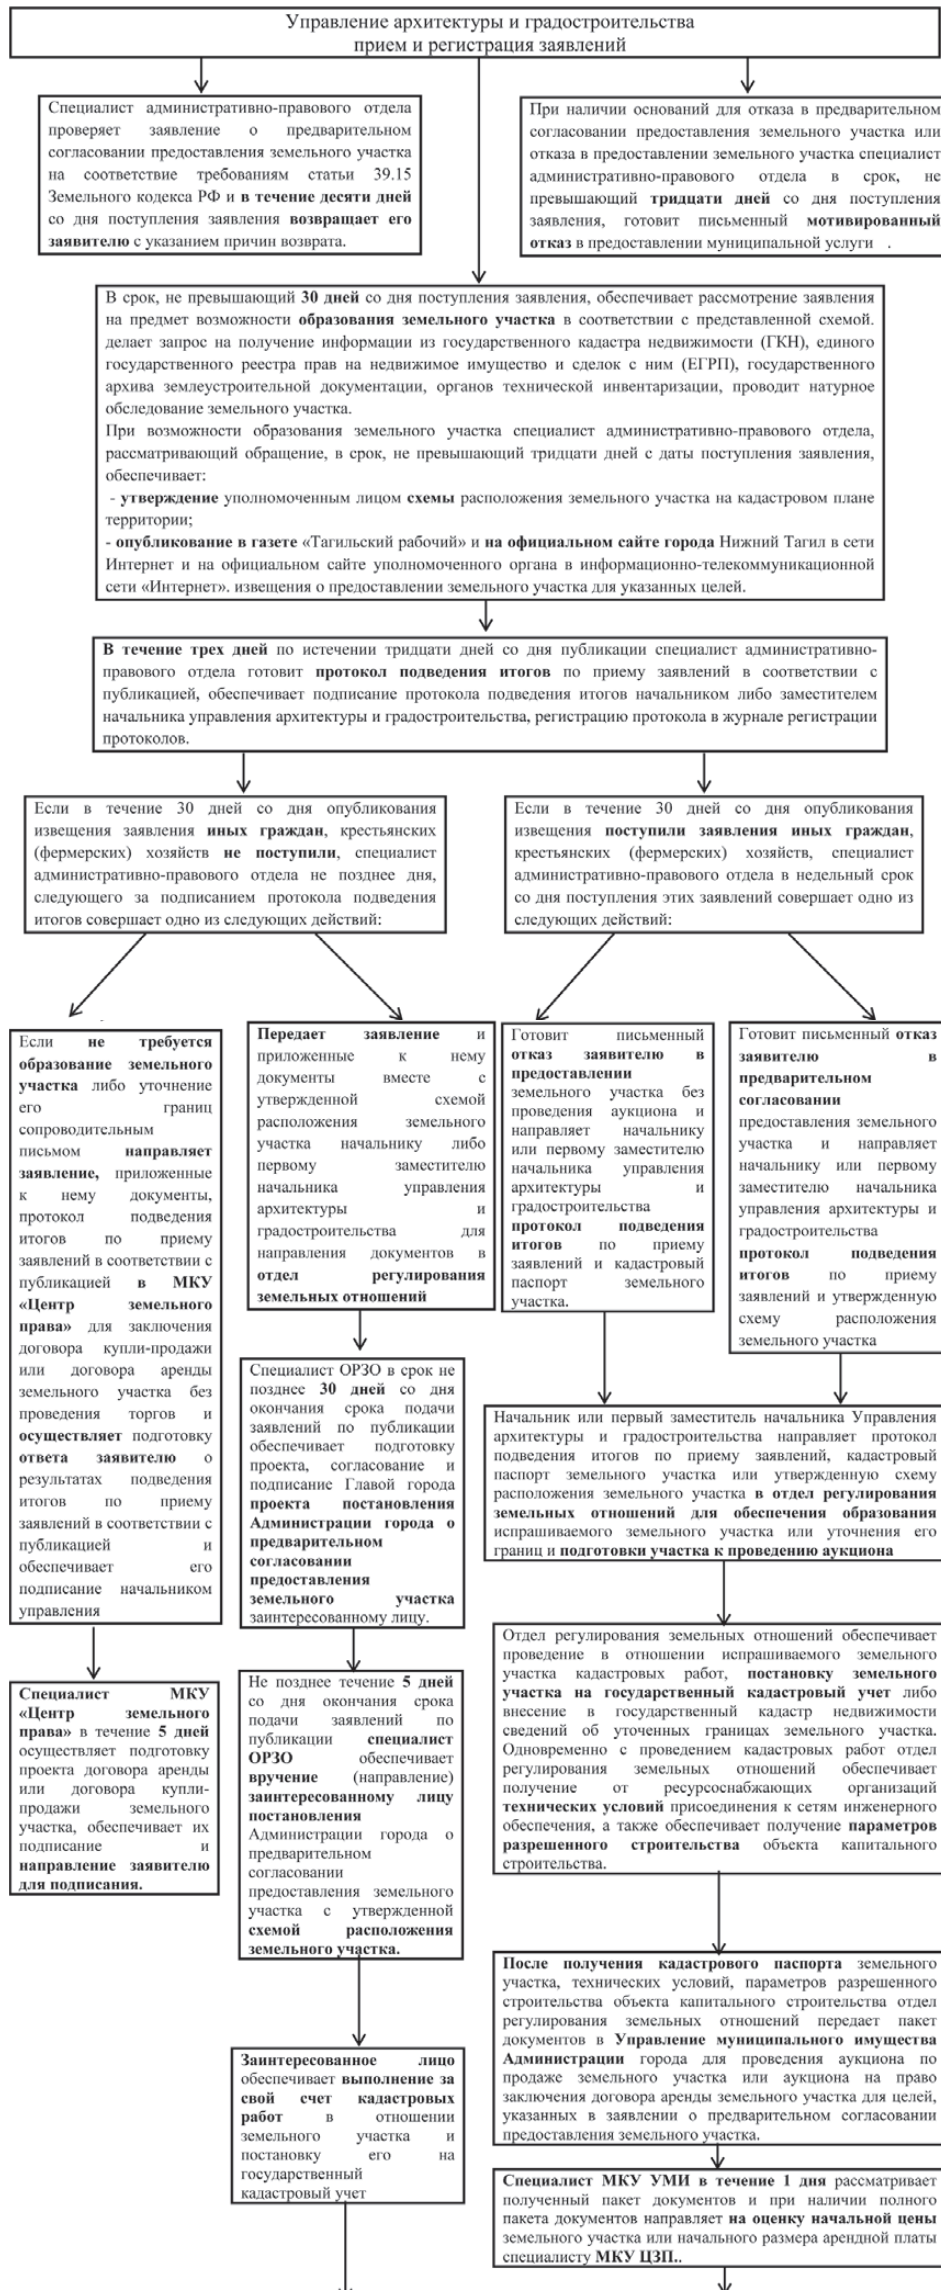 Управление архитектуры и градостроительства
прием и регистрация заявлений
Специалист административно-правового отдела
проверяет заявление о предварительном
согласовании предоставления земельного участка
на соответствие требованиям статьи 39.15
Земельного кодекса РФ и в течение десяти дней
со дня поступления заявления возвращает его
заявителю с указанием причин возврата.
При наличии оснований для отказа в предварительном
согласовании предоставления земельного участка или
отказа в предоставлении земельного участка специалист
административно-правового отдела в срок, не
превышающий тридцати дней со дня поступления
заявления, готовит письменный мотивированный
отказ в предоставлении муниципальной услуги .
В срок, не превышающий 30 дней со дня поступления заявления, обеспечивает рассмотрение заявления
на предмет возможности образования земельного участка в соответствии с представленной схемой.
делает запрос на получение информации из государственного кадастра недвижимости (ГКН), единого
государственного реестра прав на недвижимое имущество и сделок с ним (ЕГРП), государственного
архива землеустроительной документации, органов технической инвентаризации, проводит натурное
обследование земельного участка.
При возможности образования земельного участка специалист административно-правового отдела,
рассматривающий обращение, в срок, не превышающий тридцати дней с даты поступления заявления,
обеспечивает:
- утверждение уполномоченным лицом схемы расположения земельного участка на кадастровом плане
территории;
- опубликование в газете «Тагильский рабочий» и на официальном сайте города Нижний Тагил в сети
Интернет и на официальном сайте уполномоченного органа в информационно-телекоммуникационной
сети «Интернет». извещения о предоставлении земельного участка для указанных целей.
В течение трех дней по истечении тридцати дней со дня публикации специалист административно-
правового отдела готовит протокол подведения итогов по приему заявлений в соответствии с
публикацией, обеспечивает подписание протокола подведения итогов начальником либо заместителем
начальника управления архитектуры и градостроительства, регистрацию протокола в журнале регистрации
протоколов.
Если в течение 30 дней со дня опубликования
извещения заявления иных граждан, крестьянских
(фермерских) хозяйств не поступили, специалист
административно-правового отдела не позднее дня,
следующего за подписанием протокола подведения
итогов совершает одно из следующих действий:
Если в течение 30 дней со дня опубликования
извещения поступили заявления иных граждан,
крестьянских (фермерских) хозяйств, специалист
административно-правового отдела в недельный срок
со дня поступления этих заявлений совершает одно из
следующих действий:
Если не требуется
образование земельного
участка либо уточнение
его границ
сопроводительным
письмом направляет
заявление, приложенные
к нему документы,
протокол подведения
итогов по приему
заявлений в соответствии с
публикацией в МКУ
«Центр земельного
права» для заключения
договора купли-продажи
или договора аренды
земельного участка без
проведения торгов и
осуществляет подготовку
ответа заявителю о
результатах подведения
итогов по приему
заявлений в соответствии с
публикацией и
обеспечивает его
подписание начальником
управления
Передает заявление и
приложенные к нему
документы вместе с
утвержденной схемой
расположения земельного
участка начальнику либо
первому заместителю
начальника управления
архитектуры и
градостроительства для
направления документов в
отдел регулирования
земельных отношений
Готовит письменный
отказ заявителю в
предоставлении
земельного участка без
проведения аукциона и
направляет начальнику
или первому заместителю
начальника управления
архитектуры и
градостроительства
протокол подведения
итогов по приему
заявлений и кадастровый
паспорт земельного
участка.
Готовит письменный отказ
заявителю в
предварительном
согласовании
предоставления земельного
участка и направляет
начальнику или первому
заместителю начальника
управления архитектуры и
градостроительства
протокол подведения
итогов по приему
заявлений и утвержденную
схему расположения
земельного участка
Специалист ОРЗО в срок не
позднее 30 дней со дня
окончания срока подачи
заявлений по публикации
обеспечивает подготовку
проекта, согласование и
подписание Главой города
проекта постановления
Администрации города о
предварительном
согласовании
предоставления
земельного участка
заинтересованному лицу.
Начальник или первый заместитель начальника Управления
архитектуры и градостроительства направляет протокол
подведения итогов по приему заявлений, кадастровый
паспорт земельного участка или утвержденную схему
расположения земельного участка в отдел регулирования
земельных отношений для обеспечения образования
испрашиваемого земельного участка или уточнения его
границ и подготовки участка к проведению аукциона
Специалист МКУ
«Центр земельного
права» в течение 5 дней
осуществляет подготовку
проекта договора аренды
или договора купли-
продажи земельного
участка, обеспечивает их
подписание и
направление заявителю
для подписания.
Не позднее течение 5 дней
со дня окончания срока
подачи заявлений по
публикации специалист
ОРЗО обеспечивает
вручение (направление)
заинтересованному лицу
постановления
Администрации города о
предварительном
согласовании
предоставления земельного
участка с утвержденной
схемой расположения
земельного участка.
Отдел регулирования земельных отношений обеспечивает
проведение в отношении испрашиваемого земельного
участка кадастровых работ, постановку земельного
участка на государственный кадастровый учет либо
внесение в государственный кадастр недвижимости
сведений об уточненных границах земельного участка.
Одновременно с проведением кадастровых работ отдел
регулирования земельных отношений обеспечивает
получение от ресурсоснабжающих организаций
технических условий присоединения к сетям инженерного
обеспечения, а также обеспечивает получение параметров
разрешенного строительства объекта капитального
строительства.
После получения кадастрового паспорта земельного
участка, технических условий, параметров разрешенного
строительства объекта капитального строительства отдел
регулирования земельных отношений передает пакет
документов в Управление муниципального имущества
Администрации города для проведения аукциона по
продаже земельного участка или аукциона на право
заключения договора аренды земельного участка для целей,
указанных в заявлении о предварительном согласовании
предоставления земельного участка.
Заинтересованное лицо
обеспечивает выполнение за
свой счет кадастровых
работ в отношении
земельного участка и
постановку его на
государственный
кадастровый учет
Специалист МКУ УМИ в течение 1 дня рассматривает
полученный пакет документов и при наличии полного
пакета документов направляет на оценку начальной цены
земельного участка или начального размера арендной платы
специалисту МКУ ЦЗП..